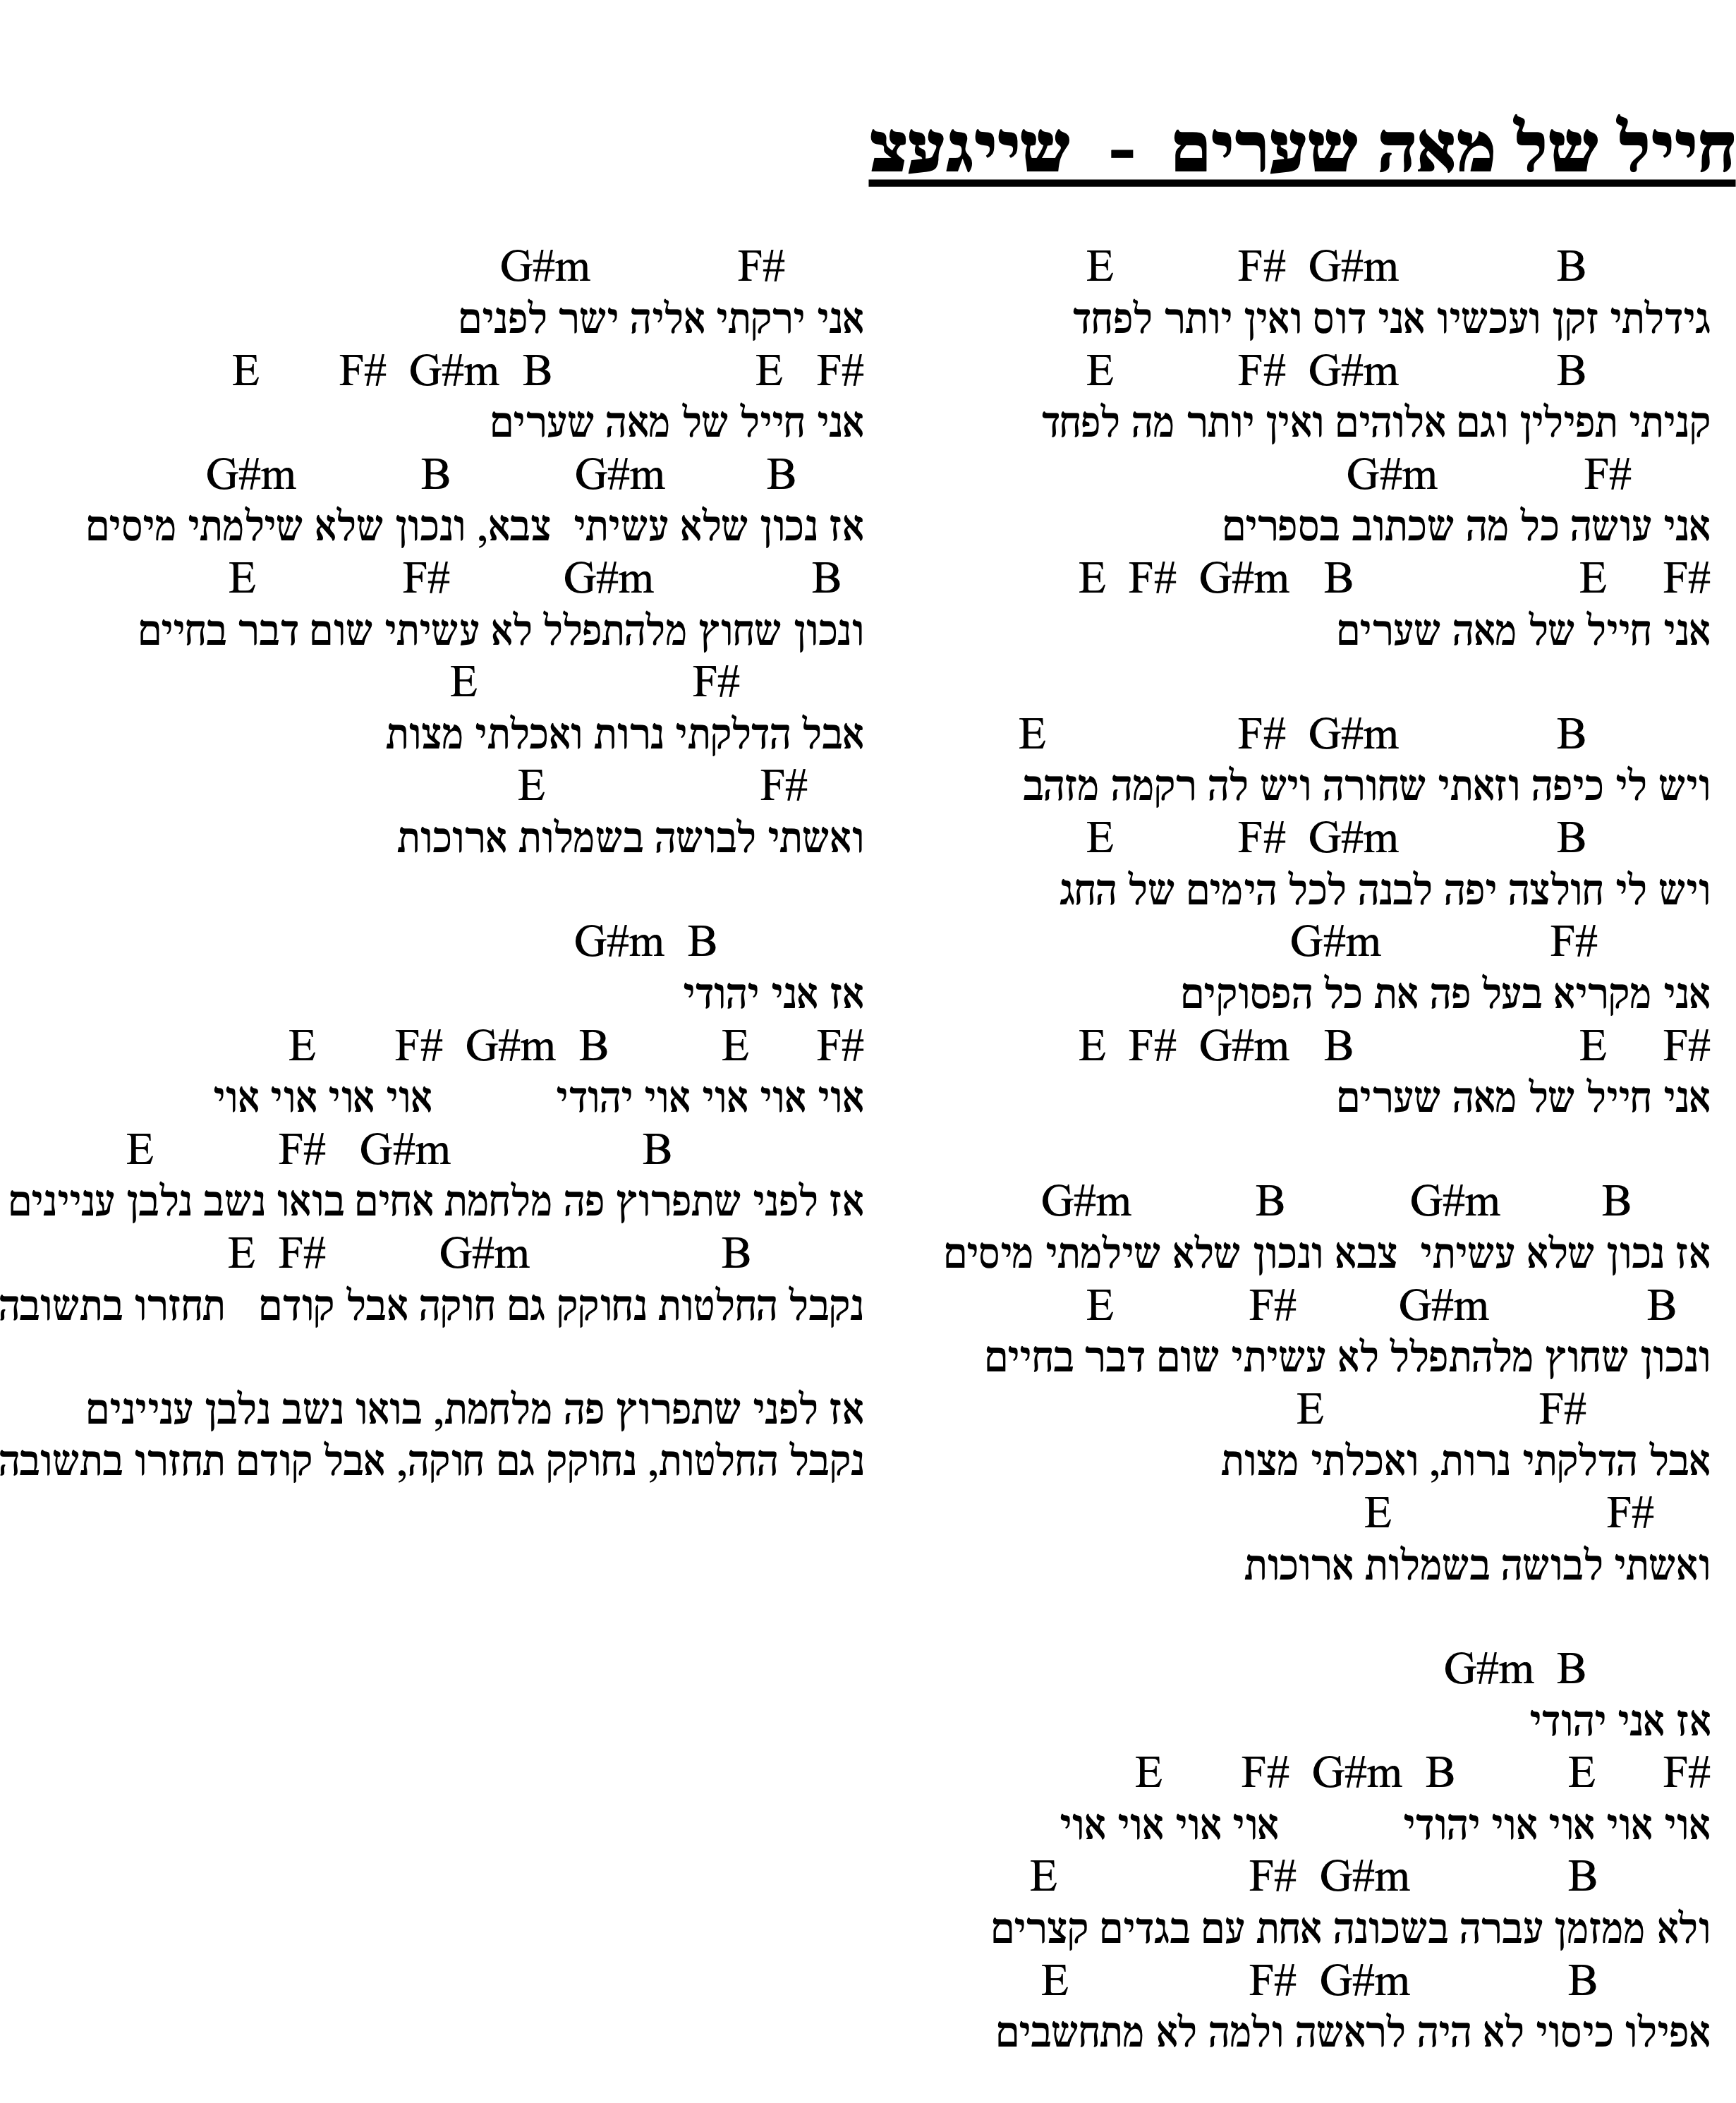 חייל של מאה שערים - שייגעצ
E F# G#m B
גידלתי זקן ועכשיו אני דוס ואין יותר לפחד
E F# G#m B
קניתי תפילין וגם אלוהים ואין יותר מה לפחד
G#m F#
אני עושה כל מה שכתוב בספרים
E F# G#m B E F#
אני חייל של מאה שערים
E F# G#m B
ויש לי כיפה וזאתי שחורה ויש לה רקמה מזהב
E F# G#m B
ויש לי חולצה יפה לבנה לכל הימים של החג
G#m F#
אני מקריא בעל פה את כל הפסוקים
E F# G#m B E F#
אני חייל של מאה שערים
G#m B G#m B
אז נכון שלא עשיתי צבא ונכון שלא שילמתי מיסים
E F# G#m B
ונכון שחוץ מלהתפלל לא עשיתי שום דבר בחיים
E F#
אבל הדלקתי נרות, ואכלתי מצות
E F#
ואשתי לבושה בשמלות ארוכות
G#m B
אז אני יהודי
E F# G#m B E F#
אוי אוי אוי אוי יהודי אוי אוי אוי אוי
E F# G#m B
ולא ממזמן עברה בשכונה אחת עם בגדים קצרים
E F# G#m B
אפילו כיסוי לא היה לראשה ולמה לא מתחשבים
G#m F#
אני ירקתי אליה ישר לפנים
E F# G#m B E F#
אני חייל של מאה שערים
G#m B G#m B
אז נכון שלא עשיתי צבא, ונכון שלא שילמתי מיסים
E F# G#m B
ונכון שחוץ מלהתפלל לא עשיתי שום דבר בחיים
E F#
אבל הדלקתי נרות ואכלתי מצות
E F#
ואשתי לבושה בשמלות ארוכות
G#m B
אז אני יהודי
E F# G#m B E F#
אוי אוי אוי אוי יהודי אוי אוי אוי אוי
E F# G#m B
אז לפני שתפרוץ פה מלחמת אחים בואו נשב נלבן עניינים
E F# G#m B
נקבל החלטות נחוקק גם חוקה אבל קודם תחזרו בתשובה
אז לפני שתפרוץ פה מלחמת, בואו נשב נלבן עניינים
נקבל החלטות, נחוקק גם חוקה, אבל קודם תחזרו בתשובה